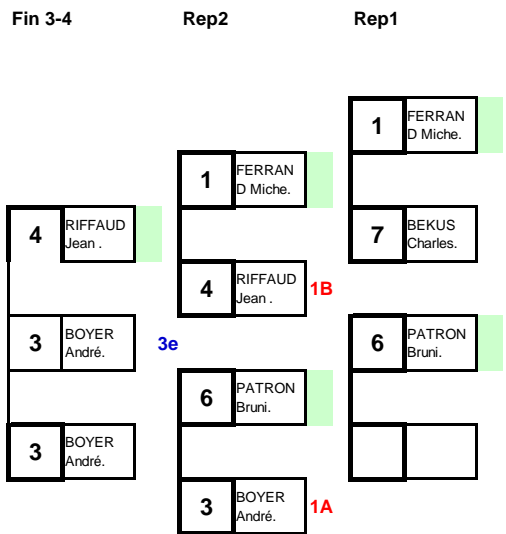 Fin 3-4 Rep2 Rep1
1 FERRAN
D Miche.
1 FERRAN
D Miche.
4 RIFFAUD
Jean .
7 BEKUS
Charles.
4 RIFFAUD
Jean . 1B
3 BOYER
André. 3e
6 PATRON
Bruni.
6 PATRON
Bruni.
3 BOYER
André.
3 BOYER
André. 1A